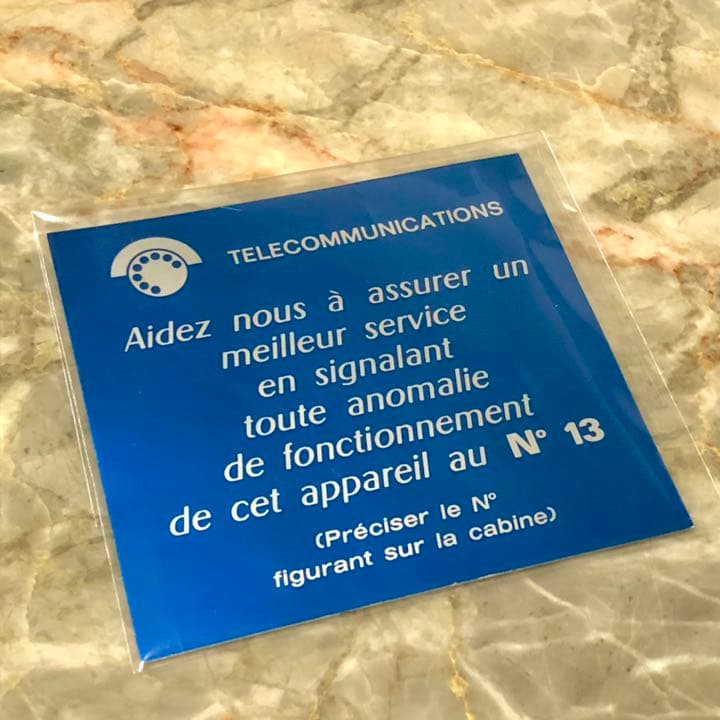 TELECOMMUNICATIONS
Aidez nous à assurer un
meilleur service
en signalant
toute anomalie
de fonctionnement
de cet appareil au N° 13
(Préciser le N°
figurant sur la cabine)